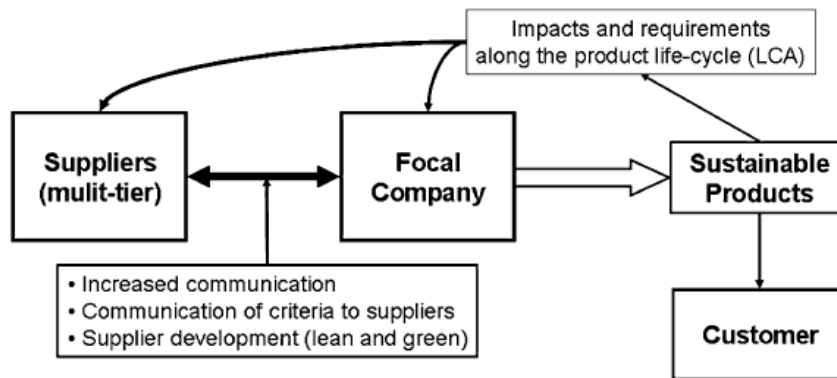 Impacts and requirements
along the product life-cycle (LCA)
Suppliers
(mulit-tier)
Focal
Company
Sustainable
Products
• Increased communication
• Communication of criteria to suppliers
• Supplier development (lean and green)
Customer